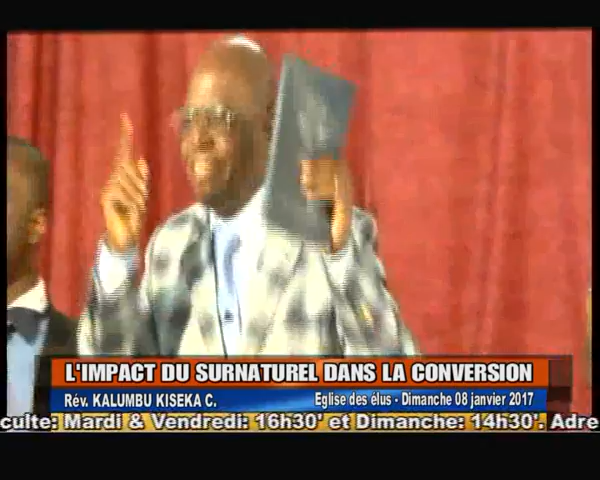 L'IMPACT DU SURNATUREL DANS LA CONVERSION
Rév. KALUMBU KISEKA C. Eglise des élus - Dimanche 08 janvier 2017
culte: Mardi & Vendredi: 16h30' et Dimanche: 14h30'. Adre